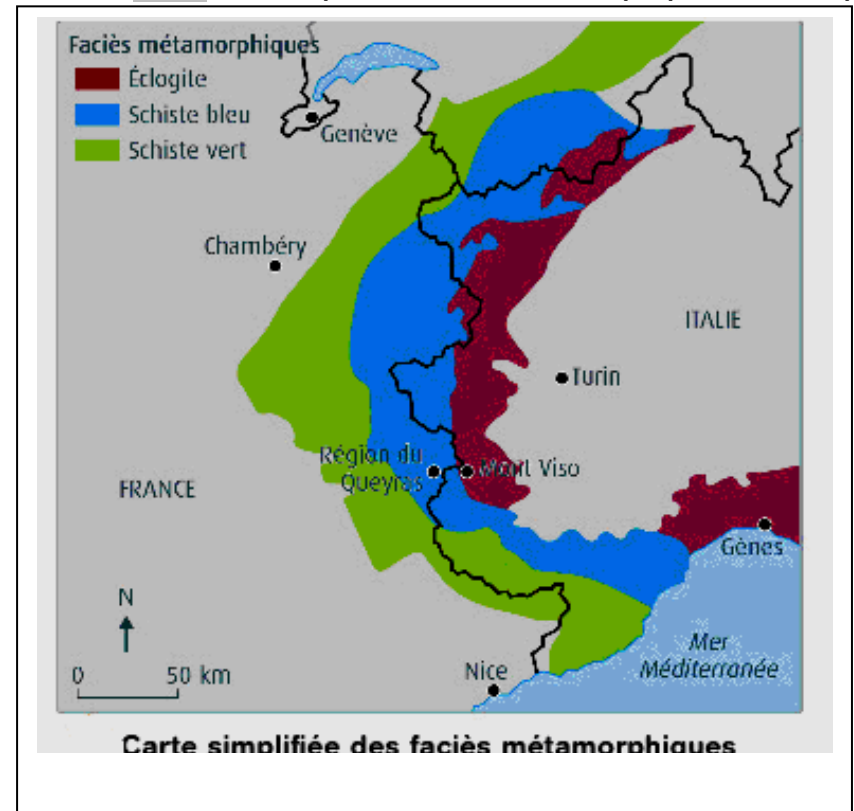 Faciès métamorphiques
Éclogite
Schiste bleu
Schiste vert
Genève
Chambéry
ITALIE
Turin
Région du
Queyras
Mont Viso
FRANCE
Gènes
N
0 50 km
Nice
Mer
Méditerranée
Carte simplifiée des faciès métamorphiques